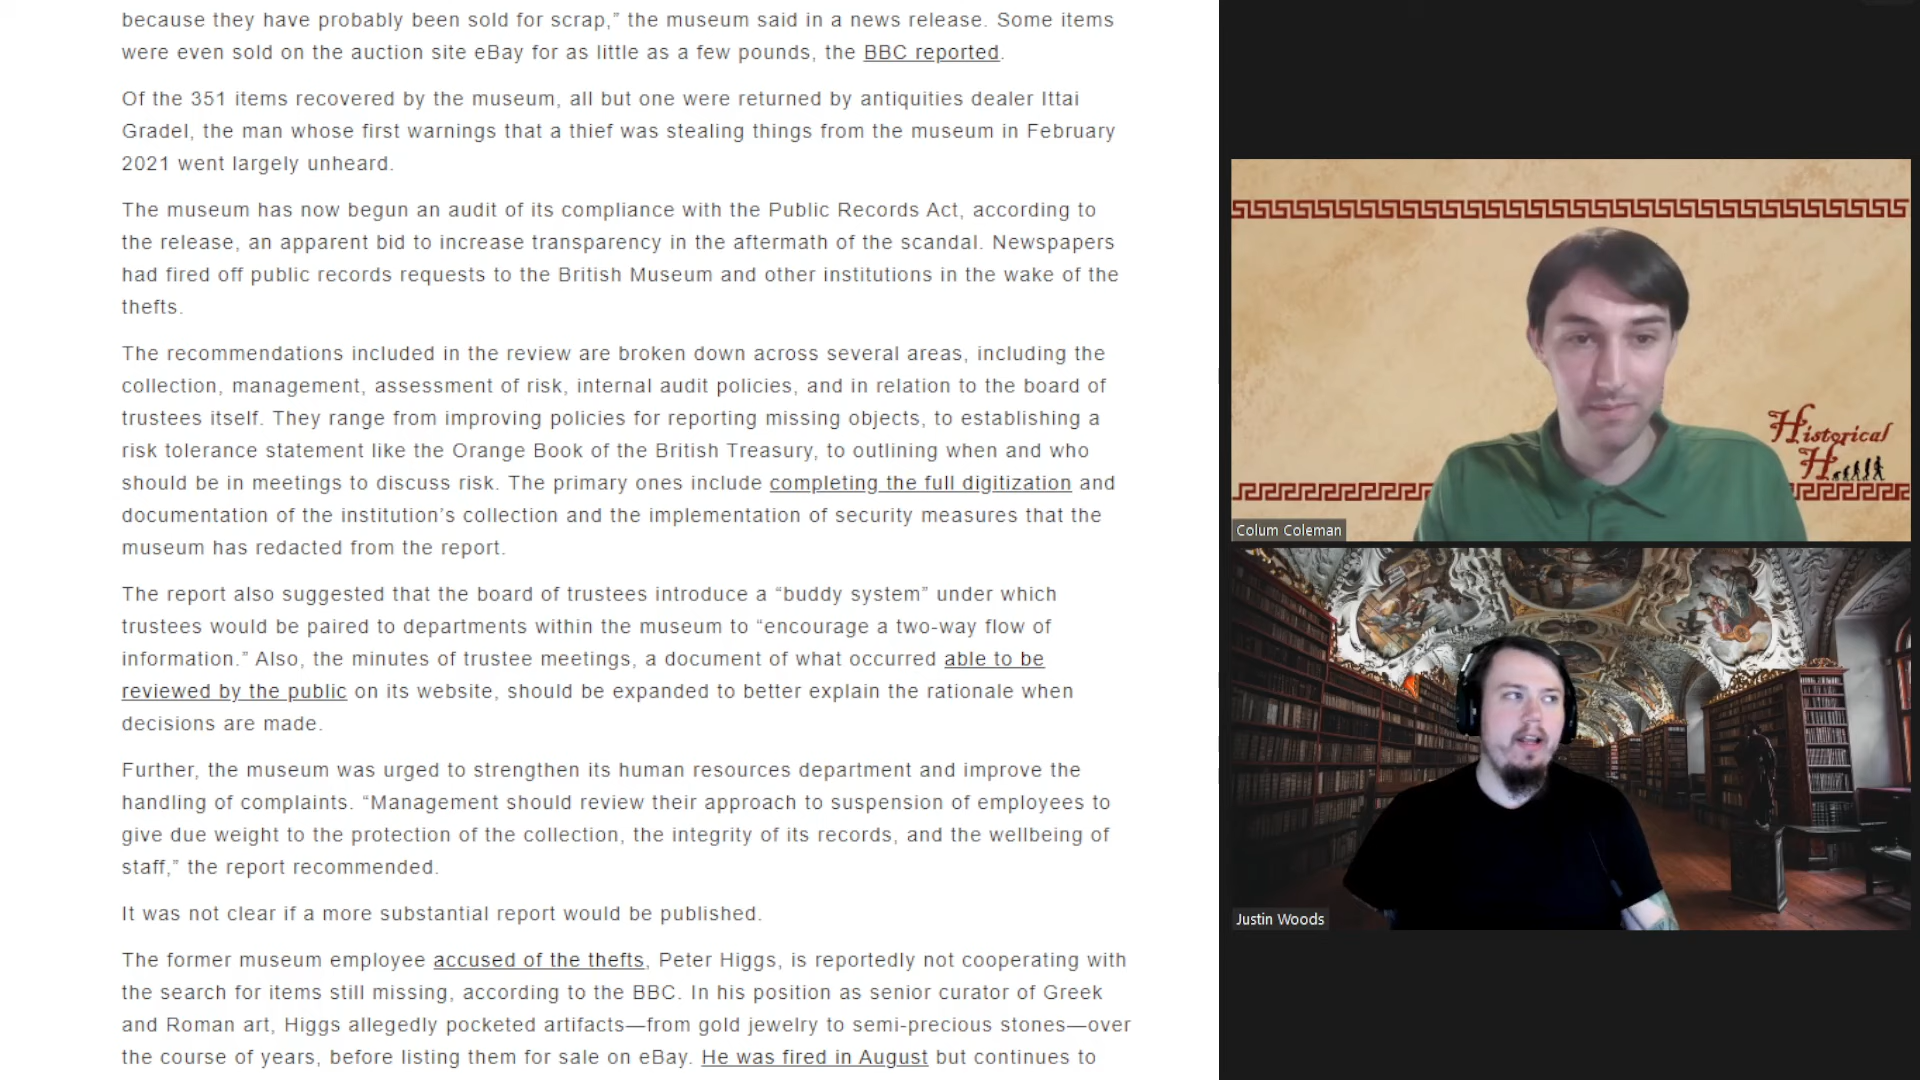 because they have probably been sold for scrap,” the museum said in a news release. Some items
were even sold on the auction site eBay for as little as a few pounds, the BBC reported.
Of the 351 items recovered by the museum, all but one were returned by antiquities dealer Ittai
Gradel, the man whose first warnings that a thief was stealing things from the museum in February
2021 went largely unheard.
The museum has now begun an audit of its compliance with the Public Records Act, according to
the release, an apparent bid to increase transparency in the aftermath of the scandal. Newspapers
had fired off public records requests to the British Museum and other institutions in the wake of the
thefts.
The recommendations included in the review are broken down across several areas, including the
collection, management, assessment of risk, internal audit policies, and in relation to the board of
trustees itself. They range from improving policies for reporting missing objects, to establishing a
risk tolerance statement like the Orange Book of the British Treasury, to outlining when and who
should be in meetings to discuss risk. The primary ones include completing the full digitization and
documentation of the institution’s collection and the implementation of security measures that the
museum has redacted from the report.
The report also suggested that the board of trustees introduce a “buddy system” under which
trustees would be paired to departments within the museum to “encourage a two-way flow of
information.” Also, the minutes of trustee meetings, a document of what occurred able to be
reviewed by the public on its website, should be expanded to better explain the rationale when
decisions are made.
Further, the museum was urged to strengthen its human resources department and improve the
handling of complaints. “Management should review their approach to suspension of employees to
give due weight to the protection of the collection, the integrity of its records, and the wellbeing of
staff,” the report recommended.
It was not clear if a more substantial report would be published.
The former museum employee accused of the thefts, Peter Higgs, is reportedly not cooperating with
the search for items still missing, according to the BBC. In his position as senior curator of Greek
and Roman art, Higgs allegedly pocketed artifacts—from gold jewelry to semi-precious stones—over
the course of years, before listing them for sale on eBay. He was fired in August but continues to
Historical
H
Colum Coleman
Justin Woods